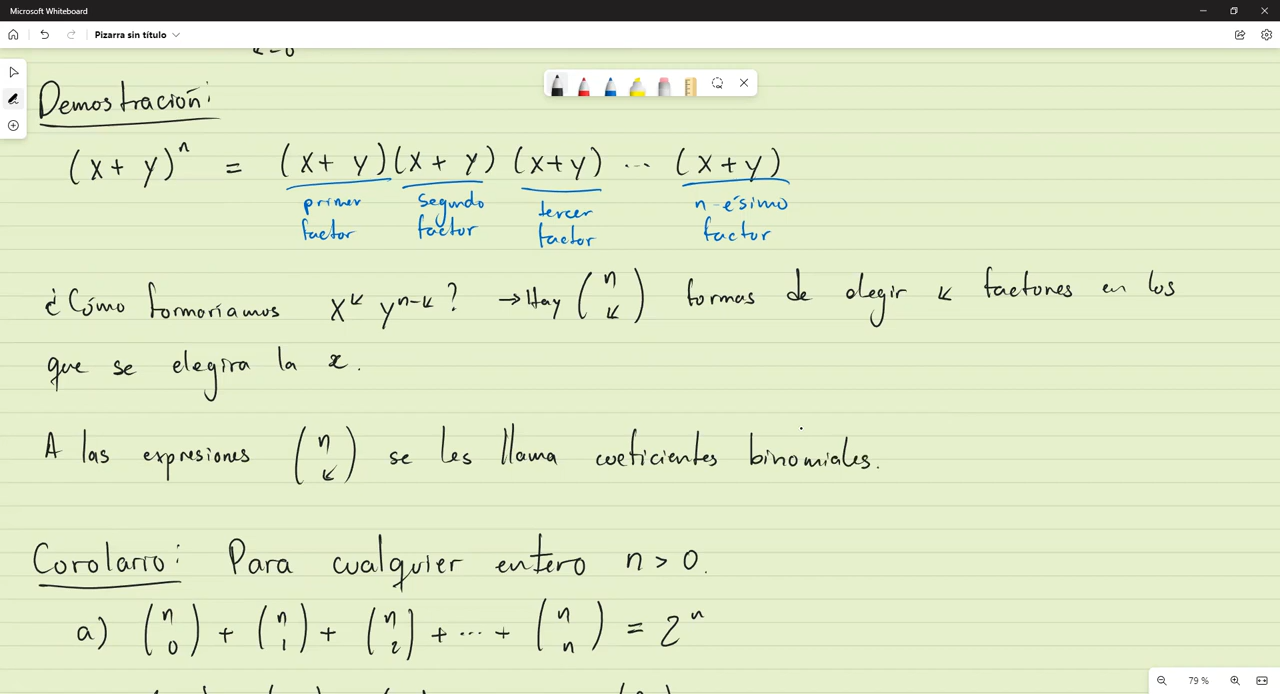 Microsoft Whiteboard
Pizarra sin título
k=0
Demostración:
(x + y)^n = (x + y)(x + y)(x+y) ... (x+y)
primer factor segundo factor tercer factor n-ésimo factor
¿Cómo formaríamos x^k y^{n-k}? → Hay (n k) formas de elegir k factores en los
que se elegira la x.
A las expresiones (n k) se les llama coeficientes binomiales.
Corolario: Para cualquier entero n > 0.
a) (n 0) + (n 1) + (n 2) + ... + (n n) = 2^n
79 %